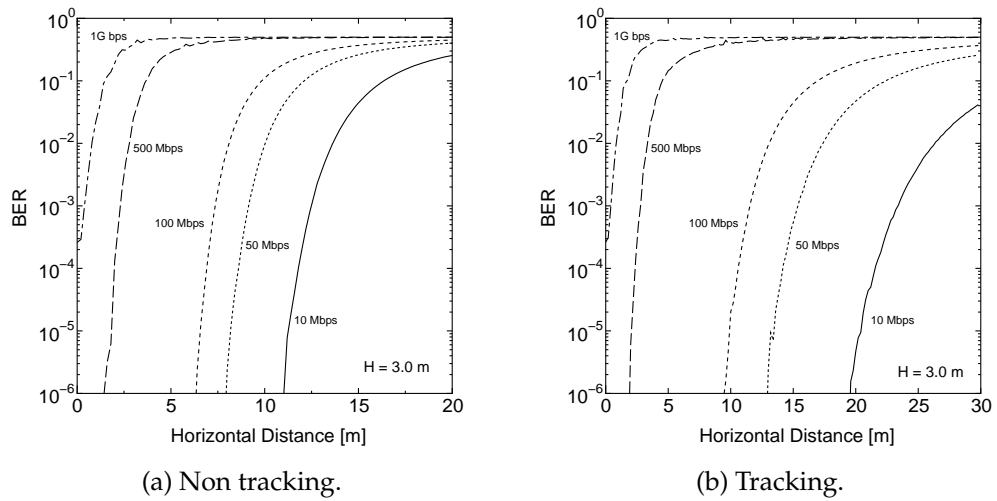 BER
10^0
10^-1
10^-2
10^-3
10^-4
10^-5
10^-6
1G bps
500 Mbps
100 Mbps
50 Mbps
10 Mbps
H = 3.0 m
0 5 10 15 20
Horizontal Distance [m]
(a) Non tracking.
BER
10^0
10^-1
10^-2
10^-3
10^-4
10^-5
10^-6
1G bps
500 Mbps
100 Mbps
50 Mbps
10 Mbps
H = 3.0 m
0 5 10 15 20 25 30
Horizontal Distance [m]
(b) Tracking.